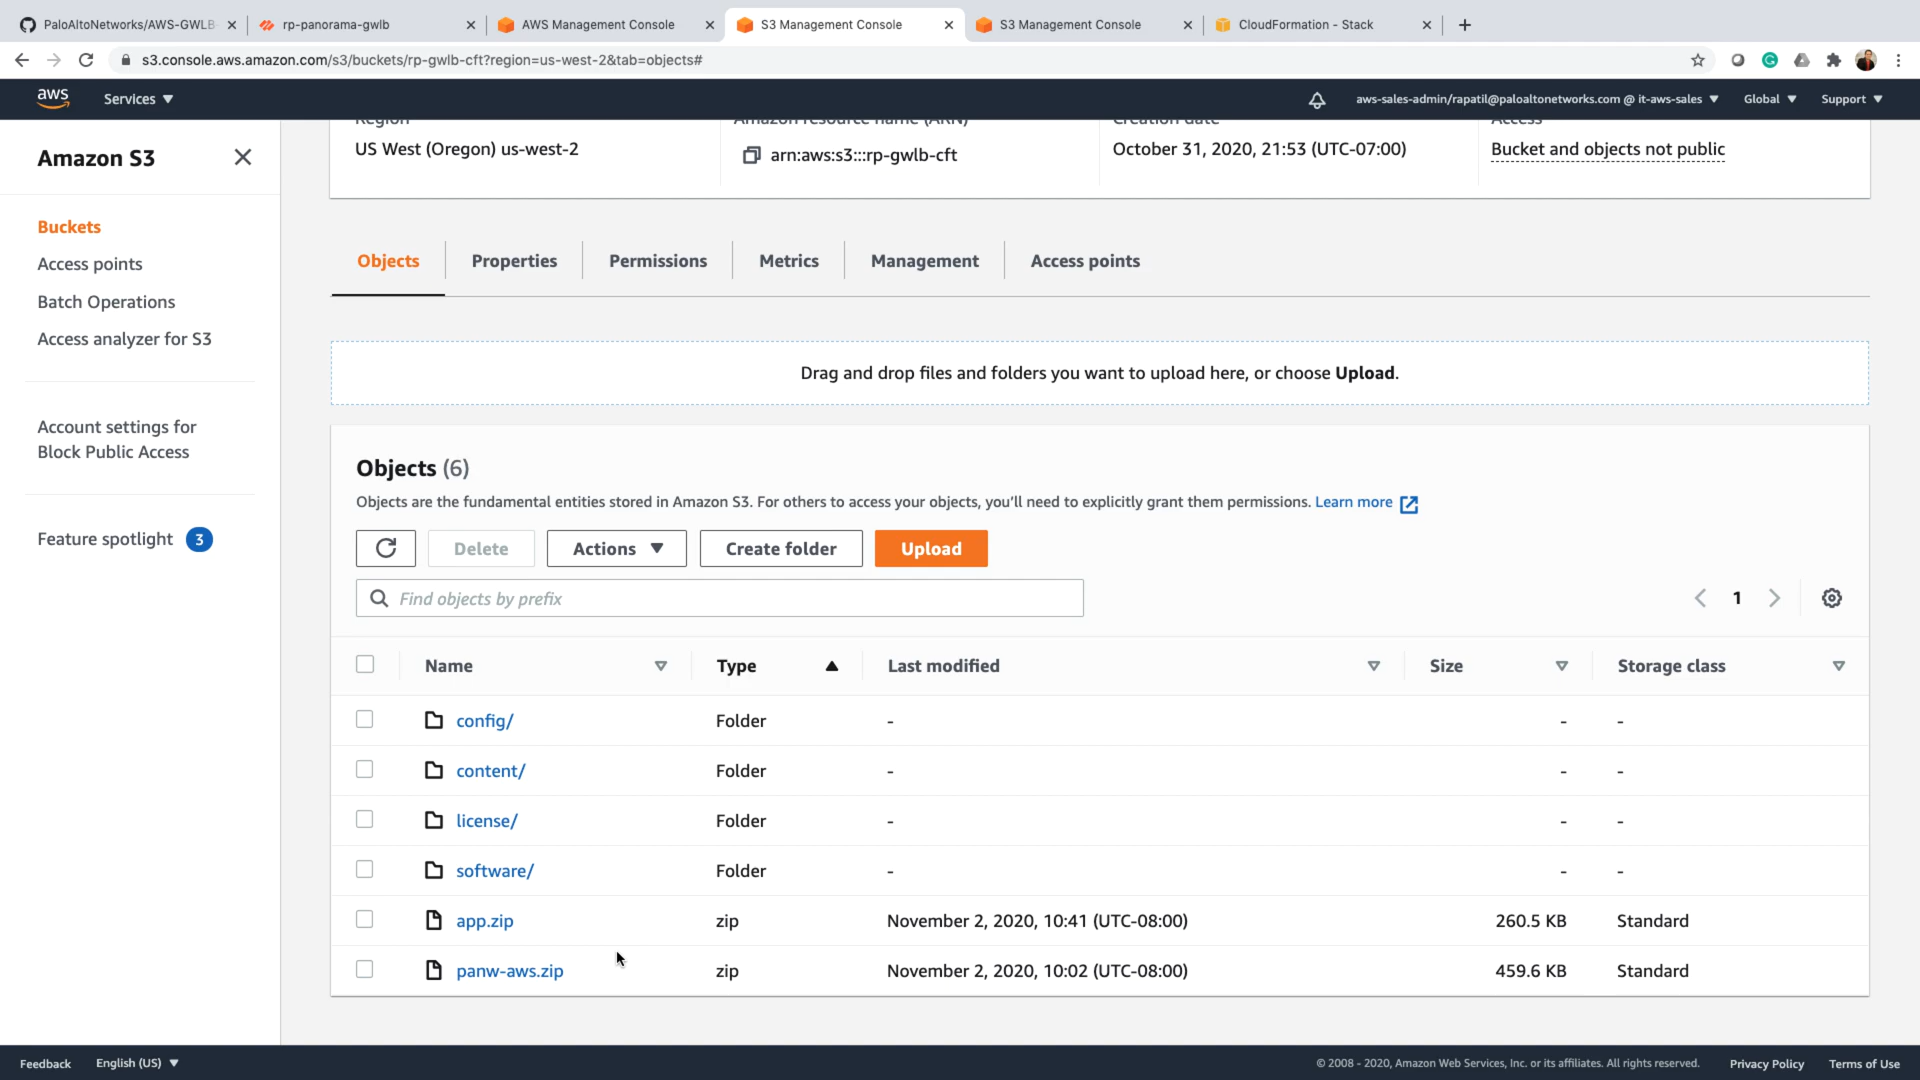 PaloAltoNetworks/AWS-GWLB-
rp-panorama-gwlb
AWS Management Console
S3 Management Console
S3 Management Console
CloudFormation - Stack
s3.console.aws.amazon.com/s3/buckets/rp-gwlb-cft?region=us-west-2&tab=objects#
aws
Services
aws-sales-admin/rapatil@paloaltonetworks.com @ it-aws-sales
Global
Support
Amazon S3
Buckets
Access points
Batch Operations
Access analyzer for S3
Account settings for
Block Public Access
Feature spotlight 3
Region
Amazon resource name (ARN)
Creation date
Access
US West (Oregon) us-west-2
arn:aws:s3:::rp-gwlb-cft
October 31, 2020, 21:53 (UTC-07:00)
Bucket and objects not public
Objects
Properties
Permissions
Metrics
Management
Access points
Drag and drop files and folders you want to upload here, or choose Upload.
Objects (6)
Objects are the fundamental entities stored in Amazon S3. For others to access your objects, you'll need to explicitly grant them permissions. Learn more
Delete
Actions
Create folder
Upload
Find objects by prefix
1
Name Type Last modified Size Storage class
config/ Folder - - -
content/ Folder - - -
license/ Folder - - -
software/ Folder - - -
app.zip zip November 2, 2020, 10:41 (UTC-08:00) 260.5 KB Standard
panw-aws.zip zip November 2, 2020, 10:02 (UTC-08:00) 459.6 KB Standard
Feedback
English (US)
© 2008 - 2020, Amazon Web Services, Inc. or its affiliates. All rights reserved.
Privacy Policy
Terms of Use